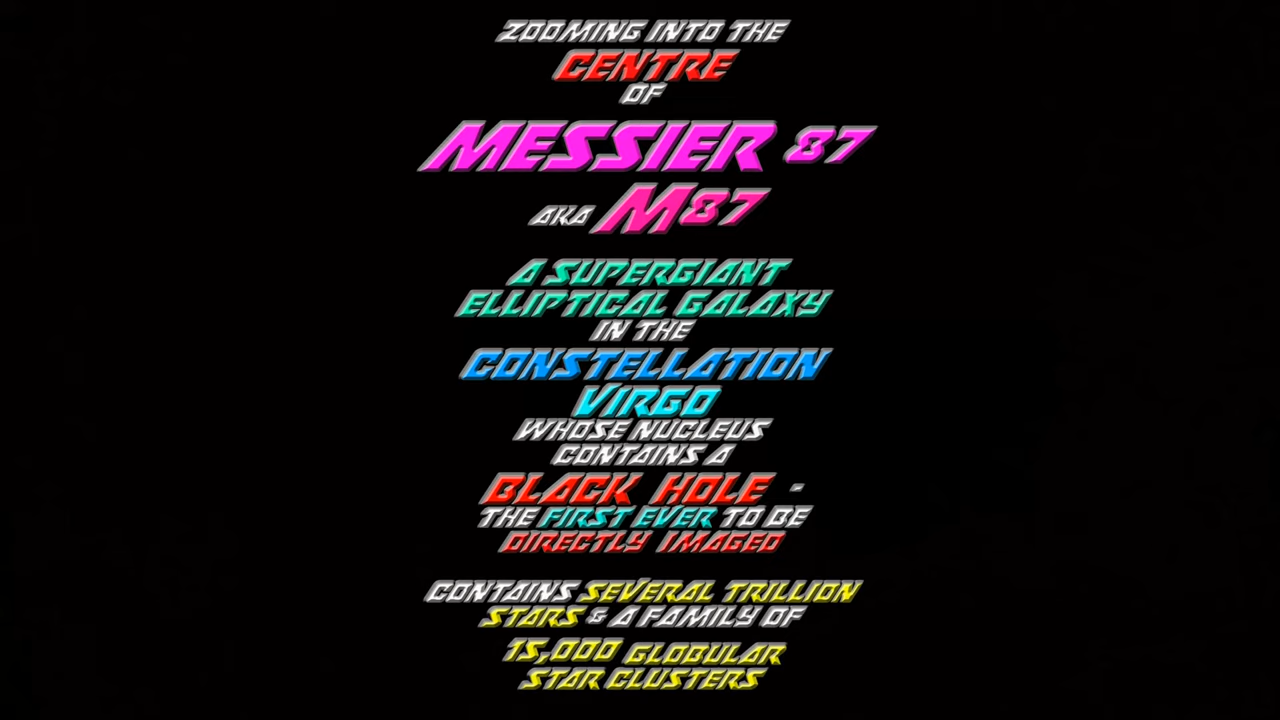 ZOOMING INTO THE
CENTRE
OF
MESSIER 87
AKA M87
A SUPERGIANT
ELLIPTICAL GALAXY
IN THE
CONSTELLATION
VIRGO
WHOSE NUCLEUS
CONTAINS A
BLACK HOLE -
THE FIRST EVER TO BE
DIRECTLY IMAGED
CONTAINS SEVERAL TRILLION
STARS & A FAMILY OF
15,000 GLOBULAR
STAR CLUSTERS